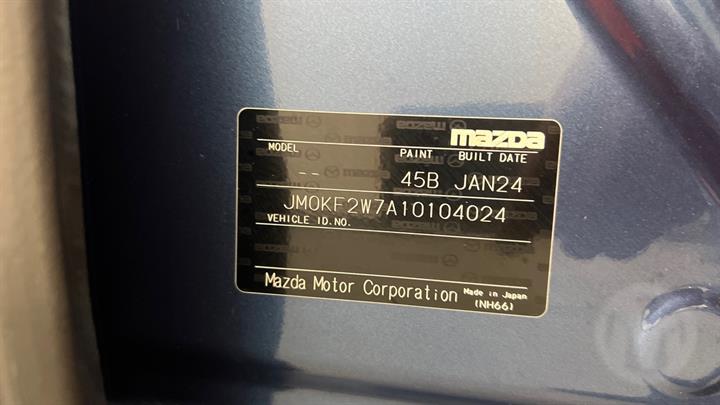 mazda
MODEL PAINT BUILT DATE
-- 45B JAN24
JM0KF2W7A10104024
VEHICLE ID.NO.
Mazda Motor Corporation Made in Japan
(NH66)